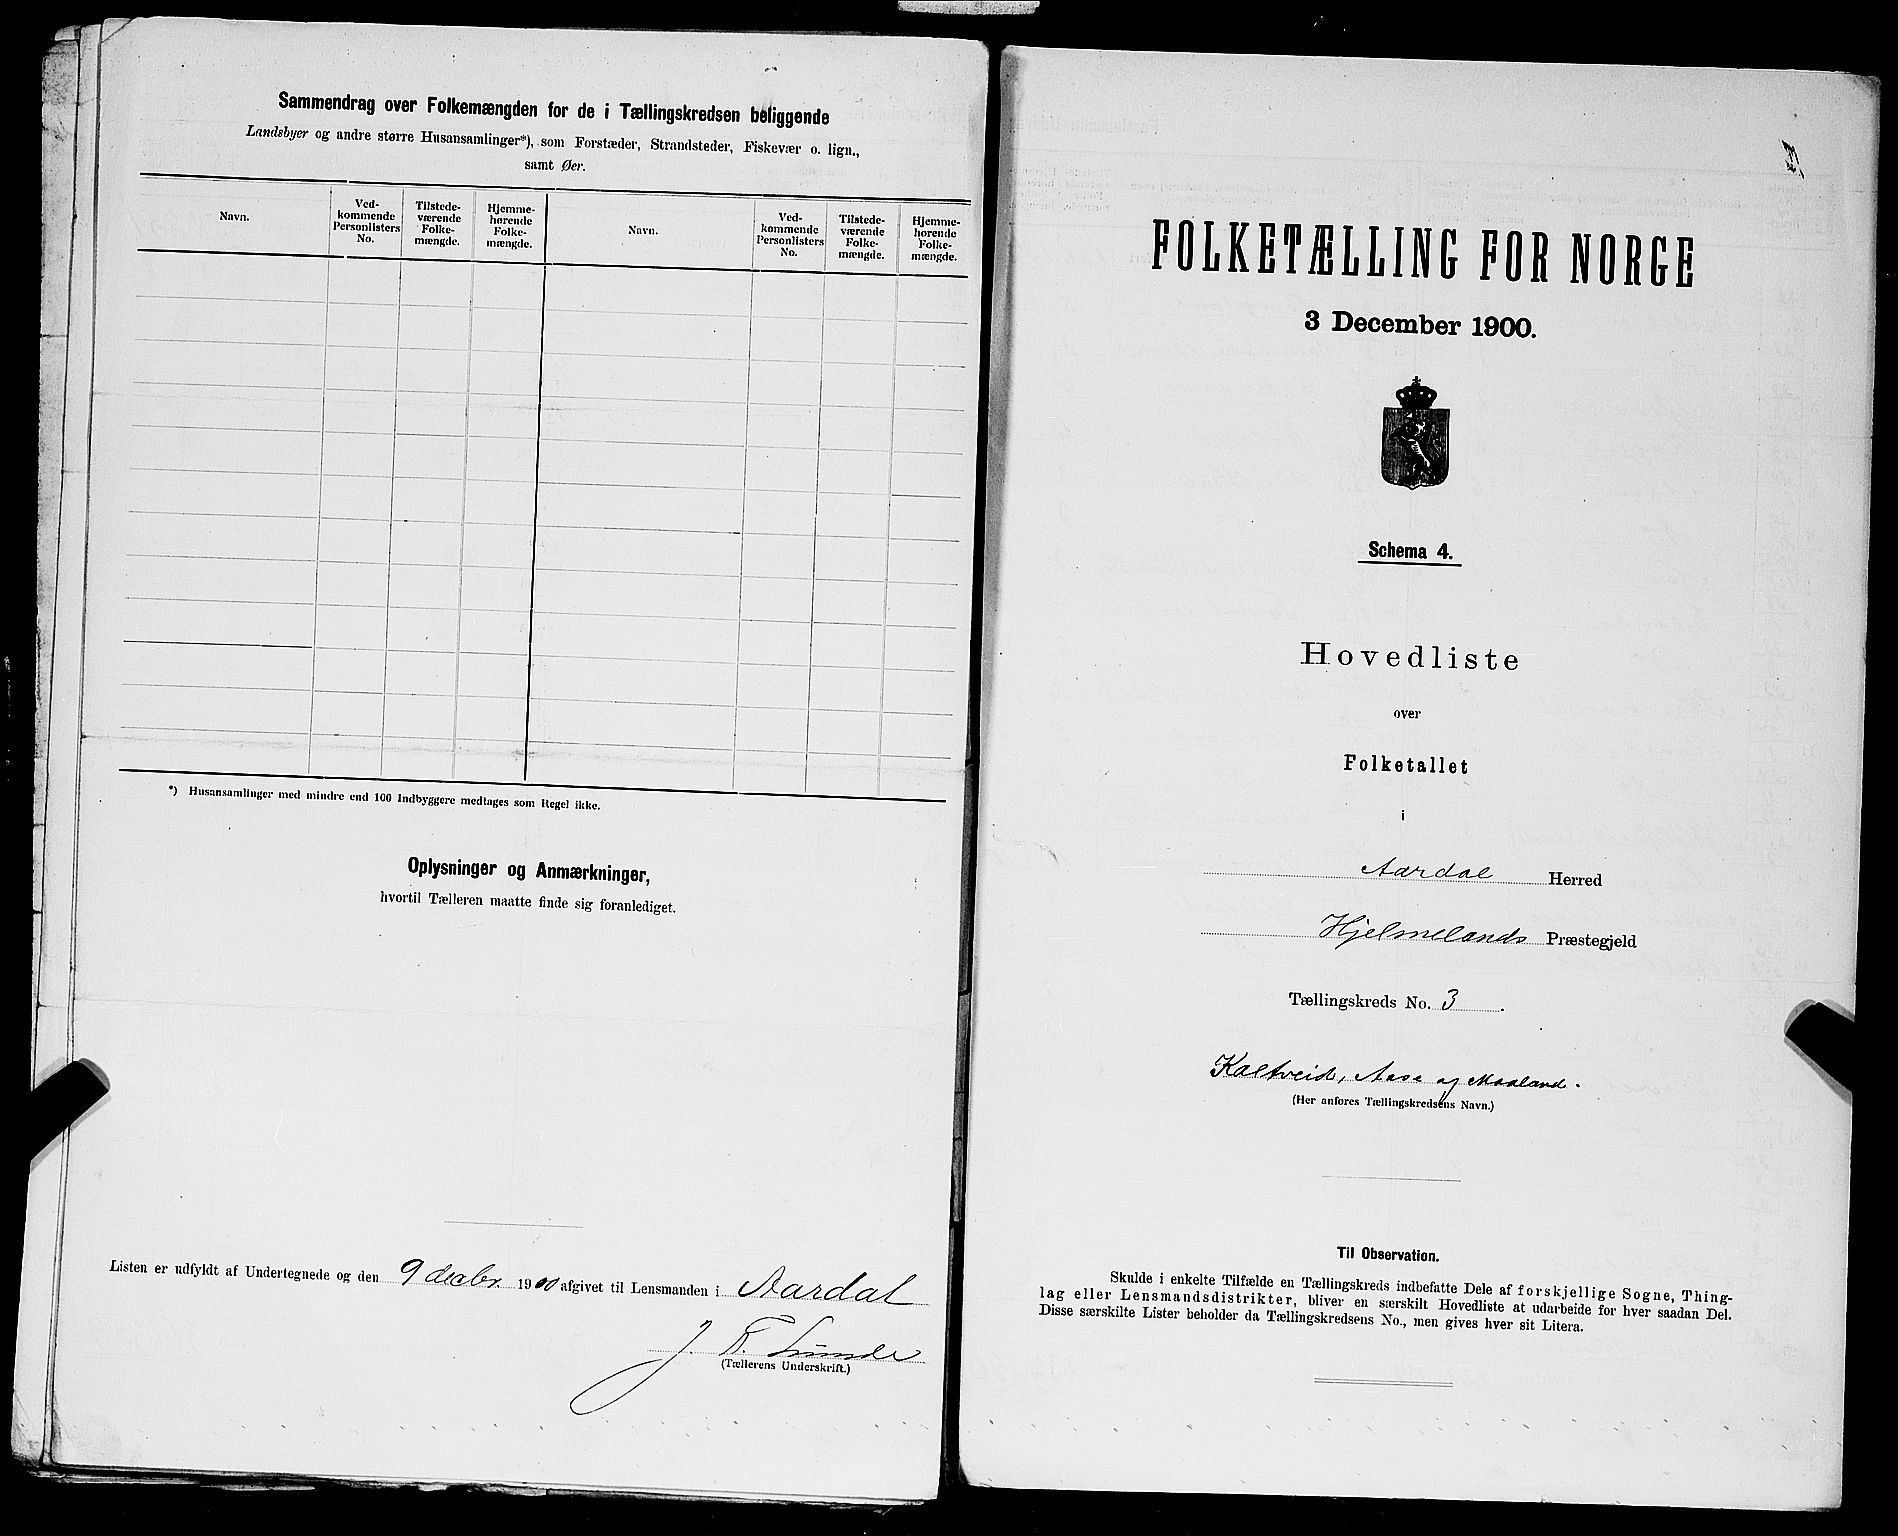 Sammendrag over Folkemængden for de i Tællingskredsen beliggende
Landsbyer og andre større Husansamlinger*), som Forstæder, Strandsteder, Fiskevær o. lign.,
samt Øer.
Navn.
Ved-
kommende
Personlisters
No.
Tilstede-
værende
Folke-
mængde.
Hjemme-
hørende
Folke-
mængde.
Navn.
Ved-
kommende
Personlisters
No.
Tilstede-
værende
Folke-
mængde.
Hjemme-
hørende
Folke-
mængde.
*) Husansamlinger med mindre end 100 Indbyggere medtages som Regel ikke.
Oplysninger og Anmærkninger,
hvortil Tælleren maatte finde sig foranlediget.
Listen er udfyldt af Undertegnede og den 9 decbr. 1900 afgivet til Lensmanden i Aardal
J. R. Lunde
(Tællerens Underskrift.)
FOLKETÆLLING FOR NORGE
3 December 1900.
Schema 4.
Hovedliste
over
Folketallet
i
Aardal Herred
Hjelmelands Præstegjeld
Tællingskreds No. 3.
Kaltveid, Aase og Maaland.
(Her anføres Tællingskredsens Navn.)
Til Observation.
Skulde i enkelte Tilfælde en Tællingskreds indbefatte Dele af forskjellige Sogne, Thing-
lag eller Lensmandsdistrikter, bliver en særskilt Hovedliste at udarbeide for hver saadan Del.
Disse særskilte Lister beholder da Tællingskredsens No., men gives hver sit Litera.